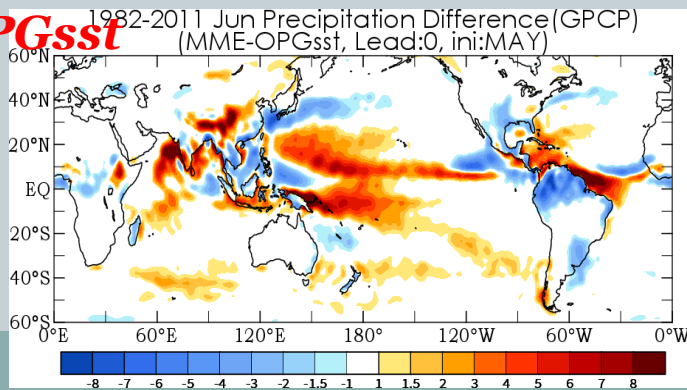 PGsst
1982-2011 Jun Precipitation Difference(GPCP)
(MME-OPGsst, Lead:0, ini:MAY)
60°N
40°N
20°N
EQ
20°S
40°S
60°S
0°E 60°E 120°E 180° 120°W 60°W 0°W
-8 -7 -6 -5 -4 -3 -2 -1.5 -1 1 1.5 2 3 4 5 6 7 8